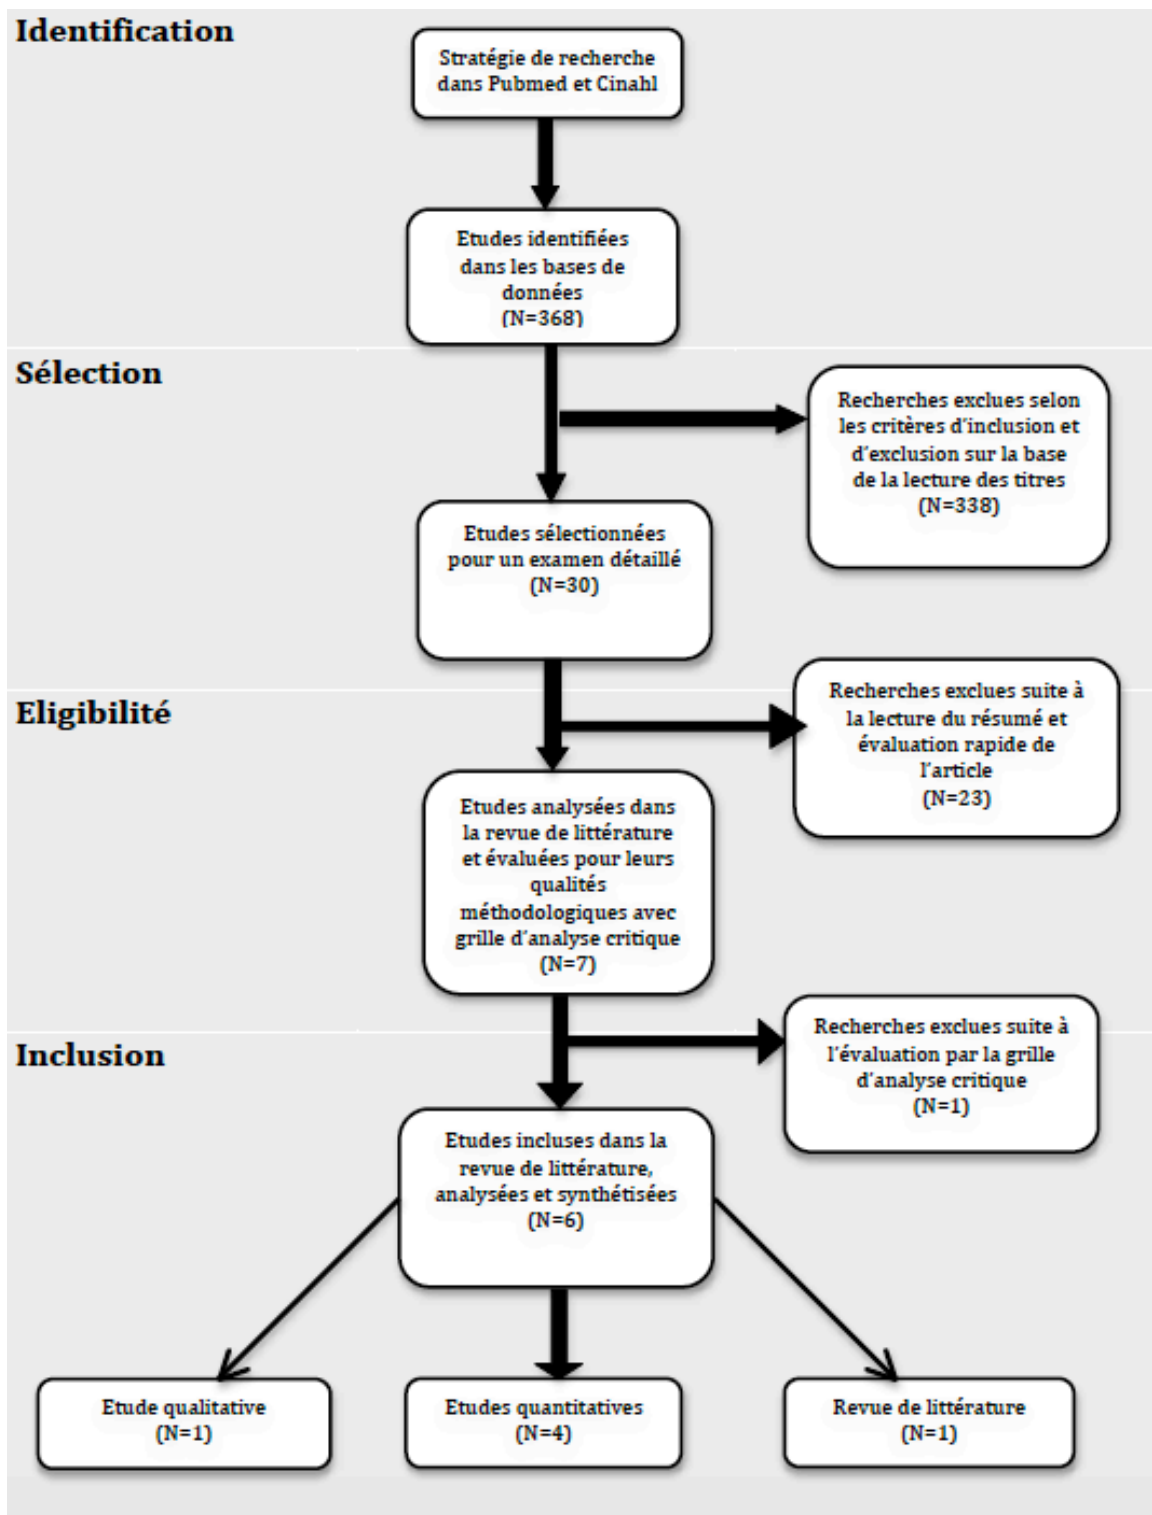 Identification
Stratégie de recherche
dans Pubmed et Cinahl
Etudes identifiées
dans les bases de
données
(N=368)
Sélection
Recherches exclues selon
les critères d'inclusion et
d'exclusion sur la base
de la lecture des titres
(N=338)
Etudes sélectionnées
pour un examen détaillé
(N=30)
Eligibilité
Recherches exclues suite à
la lecture du résumé et
évaluation rapide de
l'article
(N=23)
Etudes analysées dans
la revue de littérature
et évaluées pour leurs
qualités
méthodologiques avec
grille d'analyse critique
(N=7)
Inclusion
Recherches exclues suite à
l'évaluation par la grille
d'analyse critique
(N=1)
Etudes incluses dans la
revue de littérature,
analysées et synthétisées
(N=6)
Etude qualitative
(N=1)
Etudes quantitatives
(N=4)
Revue de littérature
(N=1)